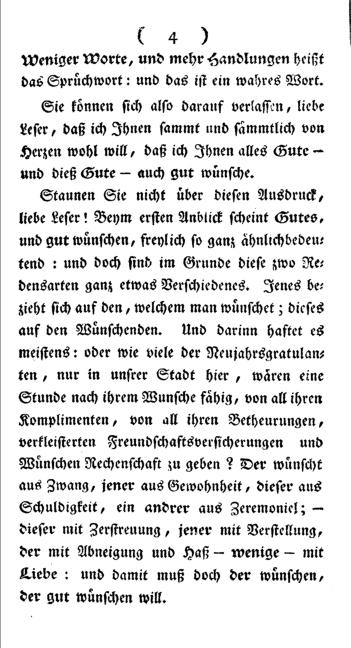 ( 4 )
Weniger Worte, und mehr Handlungen heißt
das Sprüchwort: und das ist ein wahres Wort.
Sie können sich also darauf verlassen, liebe
Leser, daß ich Ihnen sammt und sämmtlich von
Herzen wohl will, daß ich Ihnen alles Gute —
und dieß Gute — auch gut wünsche.
Staunen Sie nicht über diesen Ausdruck,
liebe Leser! Beym ersten Anblick scheint Gutes,
und gut wünschen, freylich so ganz ähnlichbedeu-
tend: und doch sind im Grunde diese zwo Re-
densarten ganz etwas Verschiedenes. Jenes be-
zieht sich auf den, welchem man wünschet; dieses
auf den Wünschenden. Und darinn haftet es
meistens: oder wie viele der Neujahrsgratulan-
ten, nur in unsrer Stadt hier, wären eine
Stunde nach ihrem Wunsche fähig, von all ihren
Komplimenten, von all ihren Betheurungen,
verkleisterten Freundschaftsversicherungen und
Wünschen Rechenschaft zu geben? Der wünscht
aus Zwang, jener aus Gewohnheit, dieser aus
Schuldigkeit, ein andrer aus Zeremoniel; —
dieser mit Zerstreuung, jener mit Verstellung,
der mit Abneigung und Haß — wenige — mit
Liebe: und damit muß doch der wünschen,
der gut wünschen will.